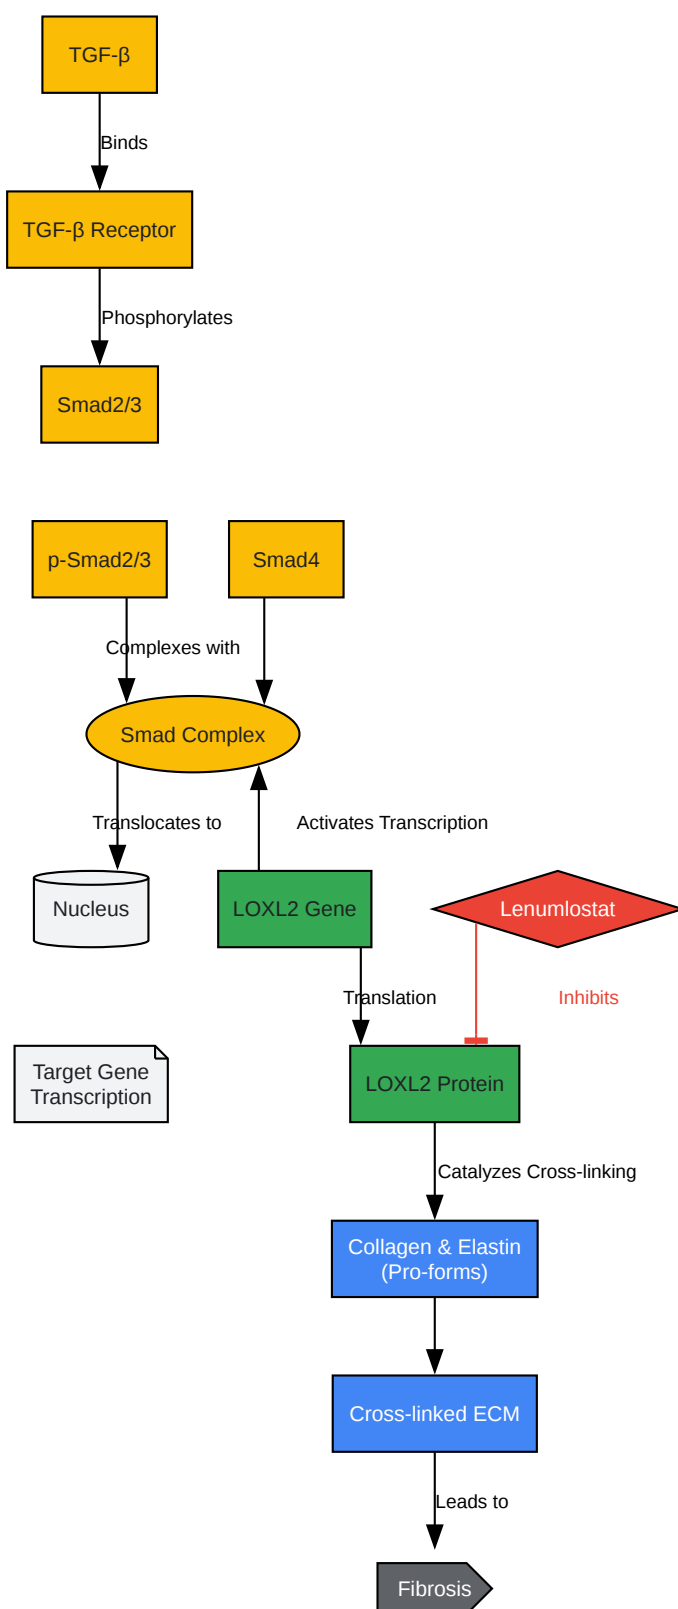 TGF-β
Binds
TGF-β Receptor
Phosphorylates
Smad2/3
p-Smad2/3
Smad4
Complexes with
Smad Complex
Translocates to
Activates Transcription
Nucleus
LOXL2 Gene
Lenumlostat
Translation
Inhibits
Target Gene
Transcription
LOXL2 Protein
Catalyzes Cross-linking
Collagen & Elastin
(Pro-forms)
Cross-linked ECM
Leads to
Fibrosis